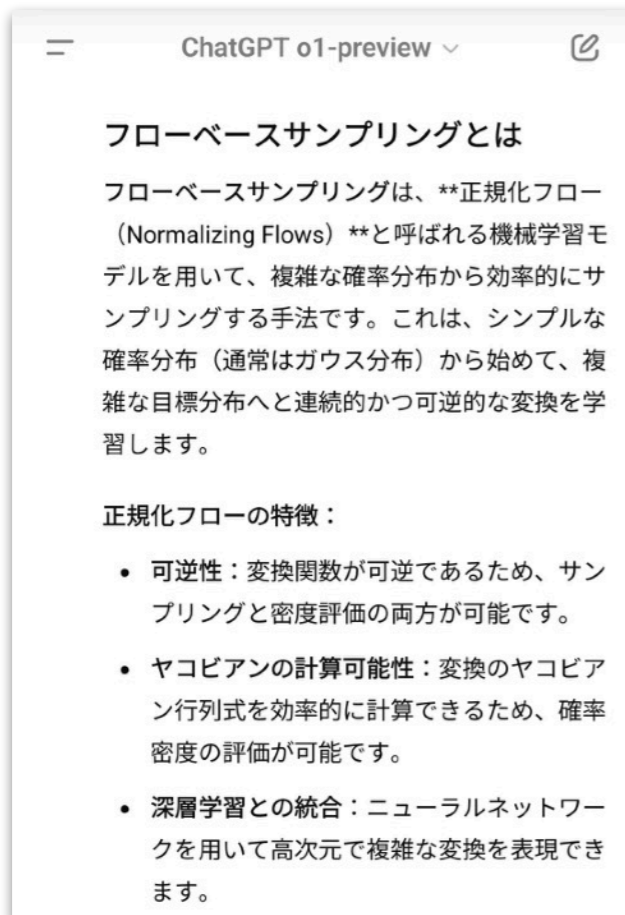 ChatGPT o1-preview
フローベースサンプリングとは
フローベースサンプリングは、**正規化フロー
（Normalizing Flows）**と呼ばれる機械学習モ
デルを用いて、複雑な確率分布から効率的にサ
ンプリングする手法です。これは、シンプルな
確率分布（通常はガウス分布）から始めて、複
雑な目標分布へと連続的かつ可逆的な変換を学
習します。
正規化フローの特徴：
• 可逆性：変換関数が可逆であるため、サン
プリングと密度評価の両方が可能です。
• ヤコビアンの計算可能性：変換のヤコビア
ン行列式を効率的に計算できるため、確率
密度の評価が可能です。
• 深層学習との統合：ニューラルネットワー
クを用いて高次元で複雑な変換を表現でき
ます。